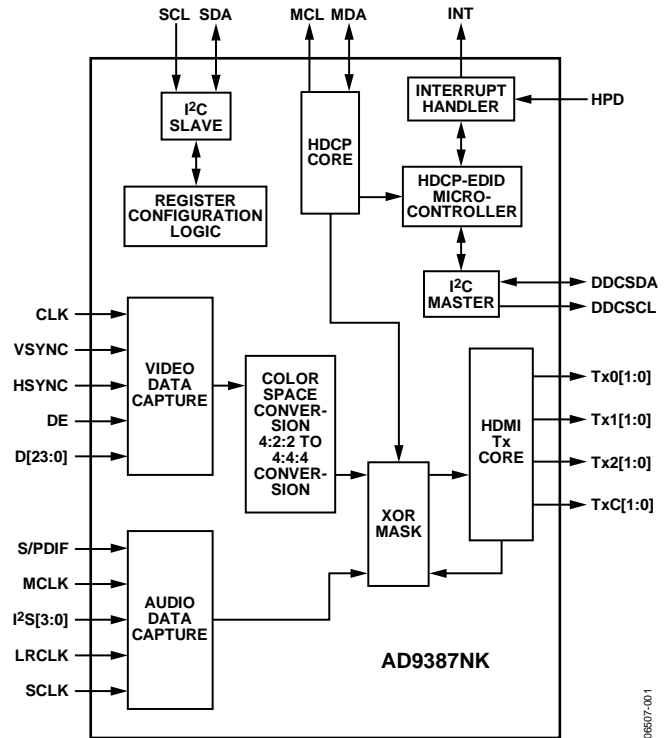 SCL SDA
MCL MDA
INT
I²C
SLAVE
REGISTER
CONFIGURATION
LOGIC
HDCP
CORE
INTERRUPT
HANDLER
HPD
HDCP-EDID
MICRO-
CONTROLLER
I²C
MASTER
DDCSDA
DDCSCL
CLK
VSYNC
HSYNC
DE
D[23:0]
VIDEO
DATA
CAPTURE
COLOR
SPACE
CONVER-
SION
4:2:2 TO
4:4:4
CONVER-
SION
XOR
MASK
HDMI
Tx
CORE
Tx0[1:0]
Tx1[1:0]
Tx2[1:0]
TxC[1:0]
S/PDIF
MCLK
I²S[3:0]
LRCLK
SCLK
AUDIO
DATA
CAPTURE
AD9387NK
06507-001